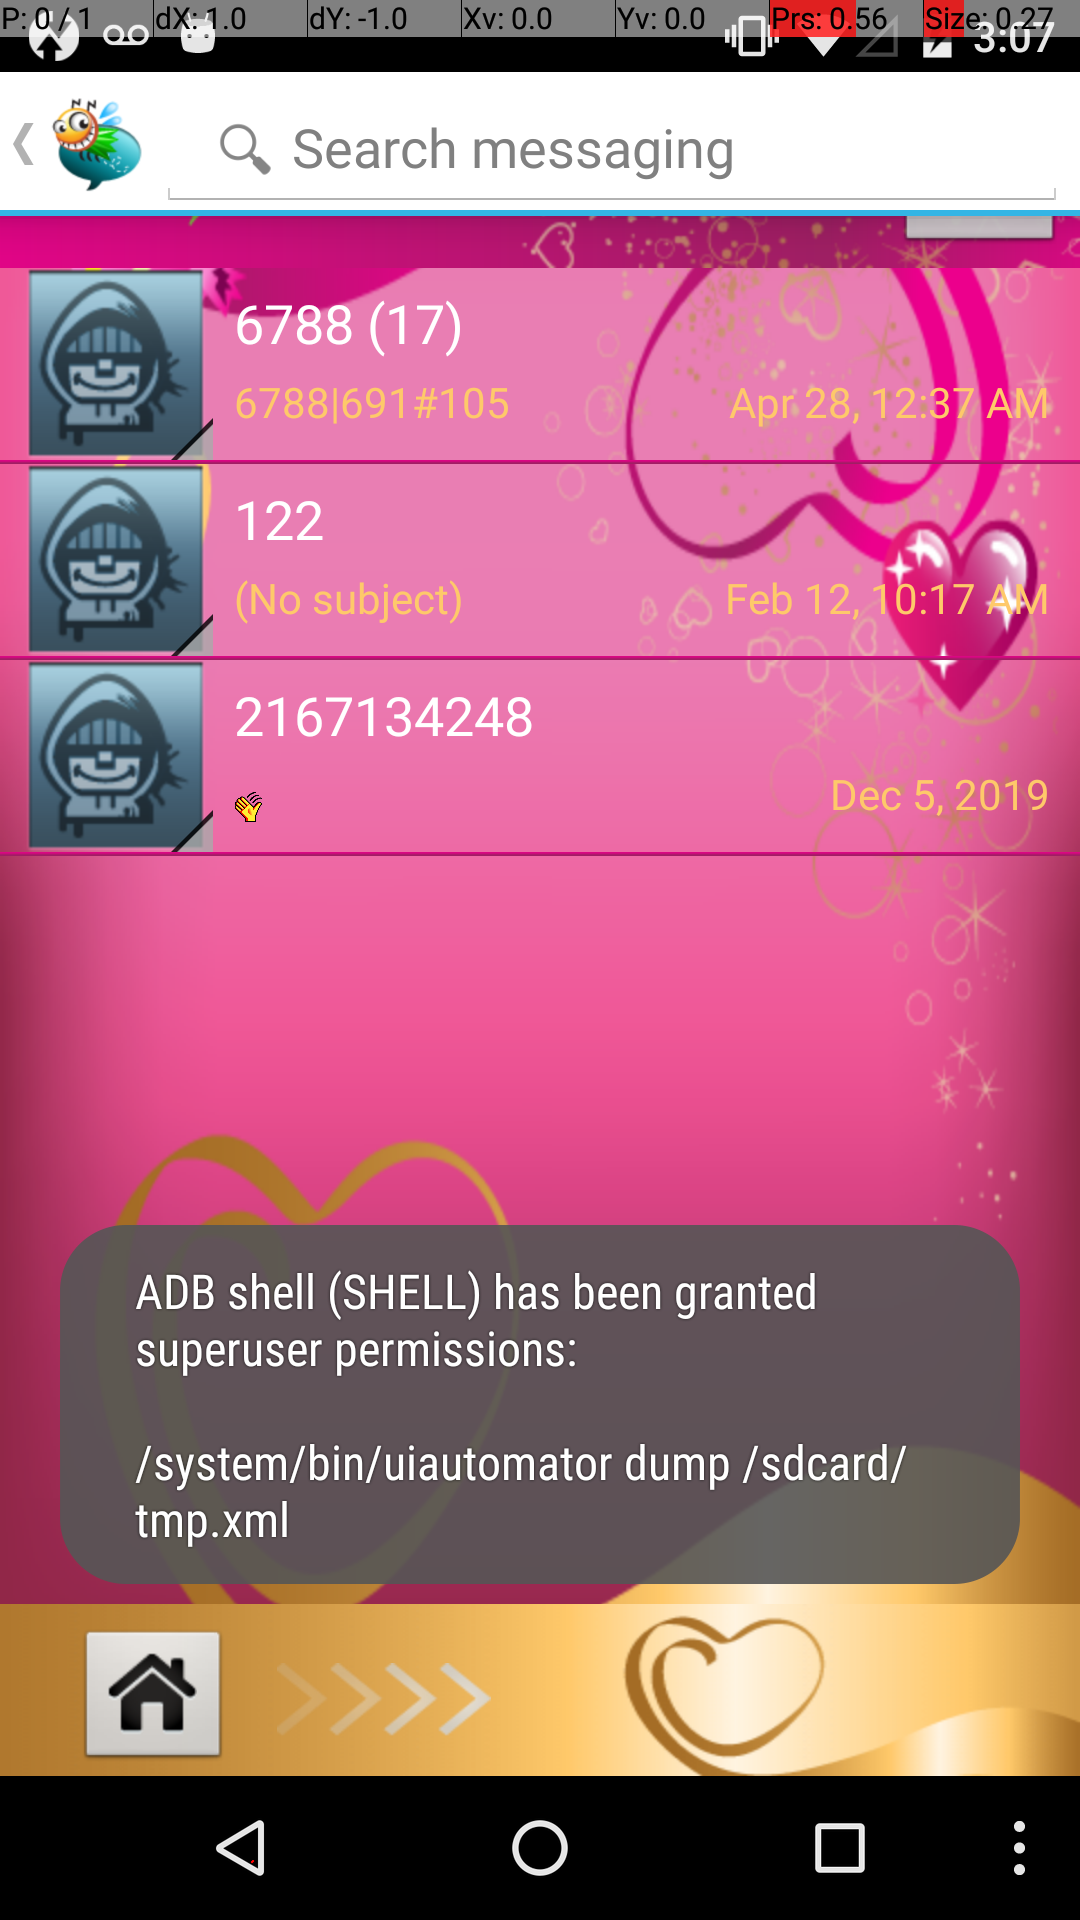 P: 0 / 1 dX: 1.0 dY: -1.0 Xv: 0.0 Yv: 0.0 Prs: 0.56 Size: 0.27
3:07
Search messaging
6788 (17)
6788|691#105 Apr 28, 12:37 AM
122
(No subject) Feb 12, 10:17 AM
2167134248
Dec 5, 2019
ADB shell (SHELL) has been granted
superuser permissions:
/system/bin/uiautomator dump /sdcard/
tmp.xml